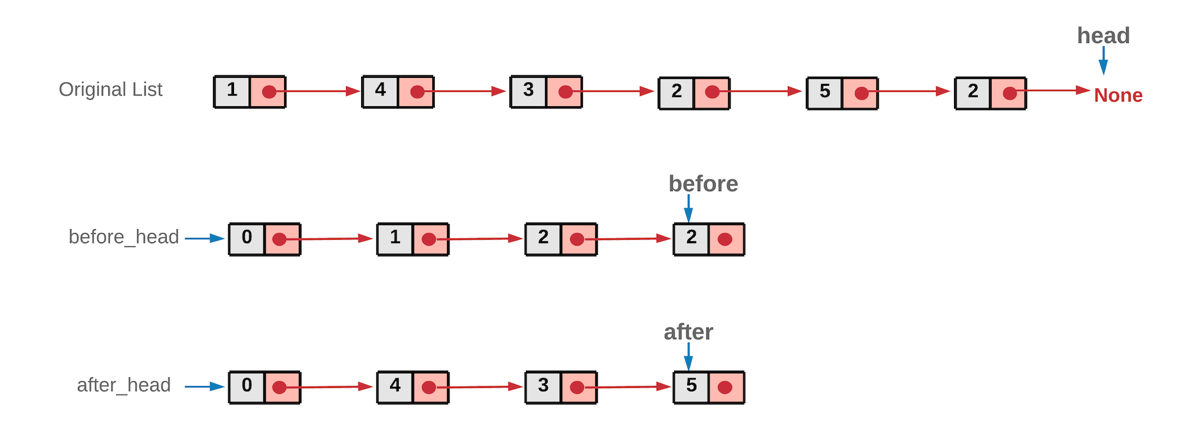 head
Original List 1 4 3 2 5 2 None
before
before_head 0 1 2 2
after
after_head 0 4 3 5